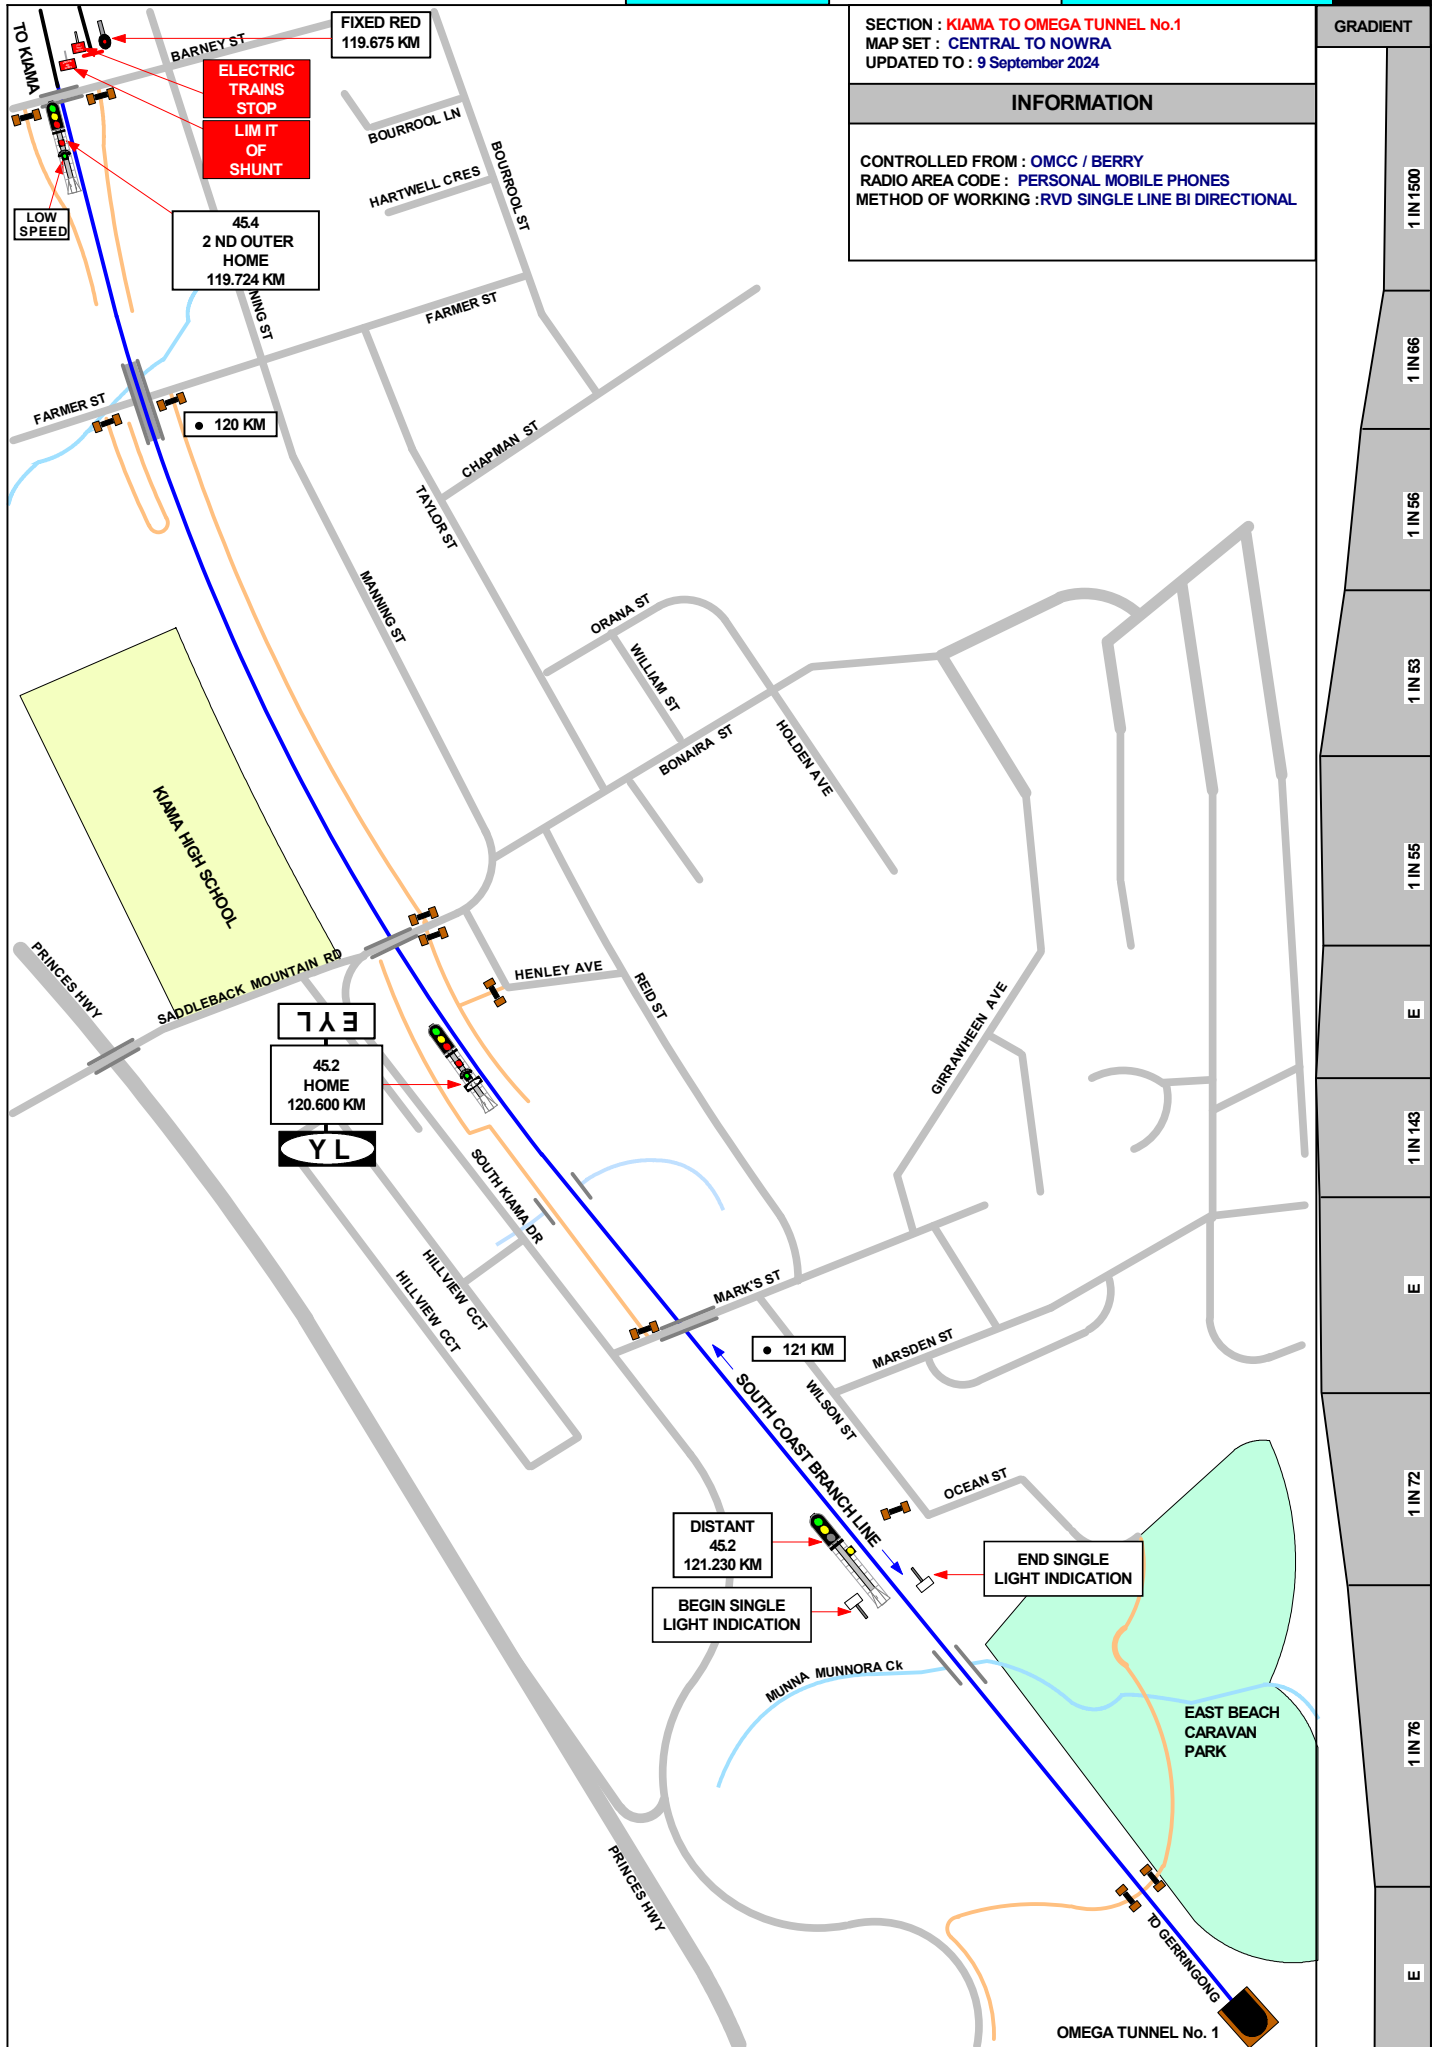 SECTION : KIAMA TO OMEGA TUNNEL No.1
MAP SET : CENTRAL TO NOWRA
UPDATED TO : 9 September 2024
INFORMATION
CONTROLLED FROM : OMCC / BERRY
RADIO AREA CODE : PERSONAL MOBILE PHONES
METHOD OF WORKING :RVD SINGLE LINE BI DIRECTIONAL
GRADIENT
1 IN 1500
1 IN 66
1 IN 56
1 IN 53
1 IN 55
E
1 IN 143
E
1 IN 72
1 IN 76
E
TO KIAMA
BARNEY ST
FIXED RED
119.675 KM
ELECTRIC
TRAINS
STOP
LIM IT
OF
SHUNT
LOW
SPEED
45.4
2 ND OUTER
HOME
119.724 KM
BOURROOL LN
HARTWELL CRES
BOURROOL ST
NING ST
FARMER ST
FARMER ST
120 KM
CHAPMAN ST
TAYLOR ST
MANNING ST
ORANA ST
WILLIAM ST
BONAIRA ST
HOLDEN AVE
KIAMA HIGH SCHOOL
PRINCES HWY
SADDLEBACK MOUNTAIN RD
HENLEY AVE
REID ST
GIRRAWHEEN AVE
EYL
45.2
HOME
120.600 KM
YL
SOUTH KIAMA DR
HILLVIEW CCT
HILLVIEW CCT
MARK'S ST
121 KM
MARSDEN ST
WILSON ST
SOUTH COAST BRANCH LINE
OCEAN ST
DISTANT
45.2
121.230 KM
END SINGLE
LIGHT INDICATION
BEGIN SINGLE
LIGHT INDICATION
MUNNA MUNNORA Ck
EAST BEACH
CARAVAN
PARK
PRINCES HWY
TO GERRINGONG
OMEGA TUNNEL No. 1